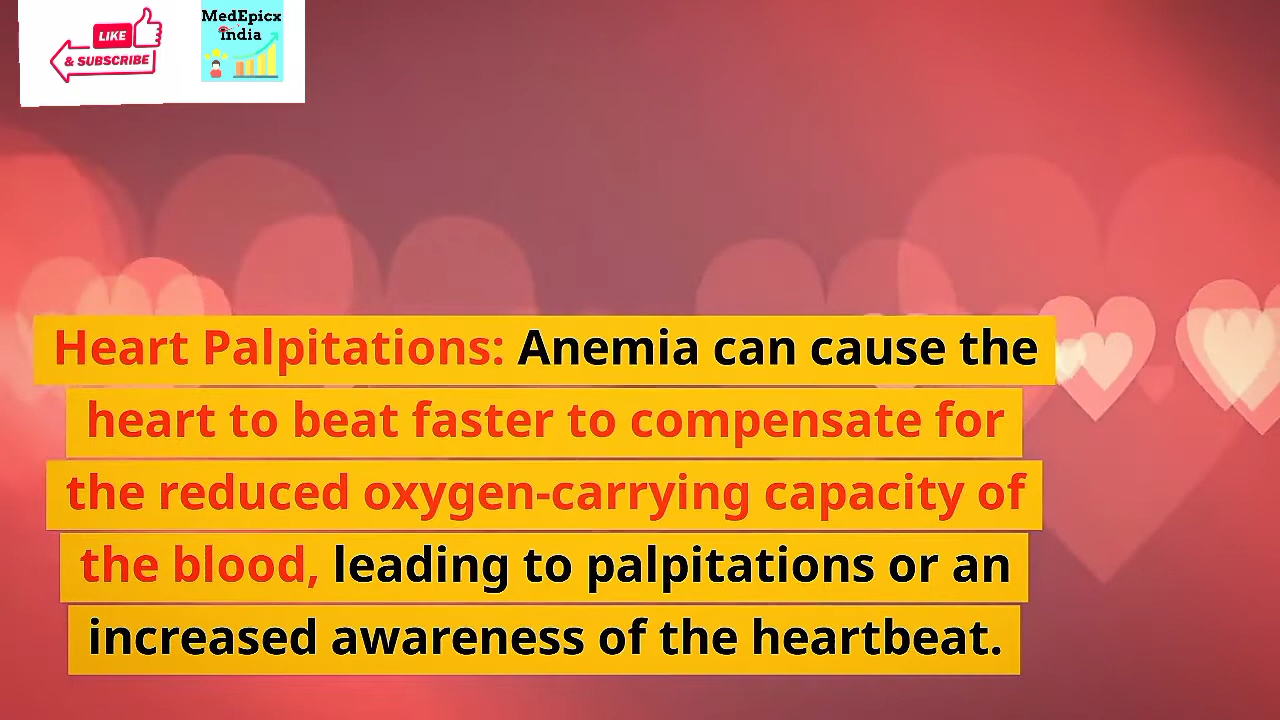 LIKE
& SUBSCRIBE
MedEpicx
India
Heart Palpitations: Anemia can cause the
heart to beat faster to compensate for
the reduced oxygen-carrying capacity of
the blood, leading to palpitations or an
increased awareness of the heartbeat.